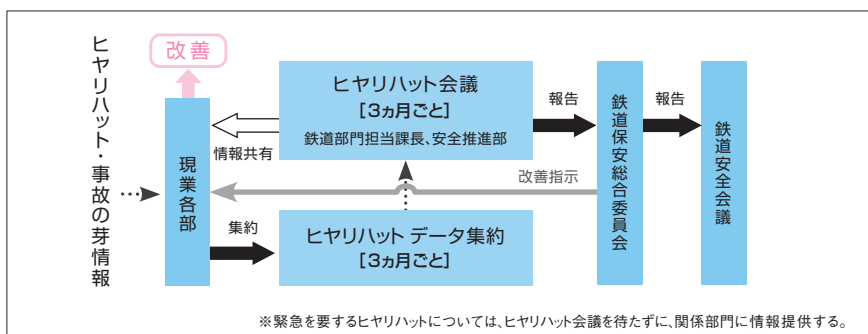 ヒヤリハット・事故の芽情報
改善
現業各部
情報共有
集約
ヒヤリハット会議
[3ヵ月ごと]
鉄道部門担当課長、安全推進部
ヒヤリハット データ集約
[3ヵ月ごと]
報告
改善指示
鉄道保安総合委員会
報告
鉄道安全会議
※緊急を要するヒヤリハットについては、ヒヤリハット会議を待たずに、関係部門に情報提供する。